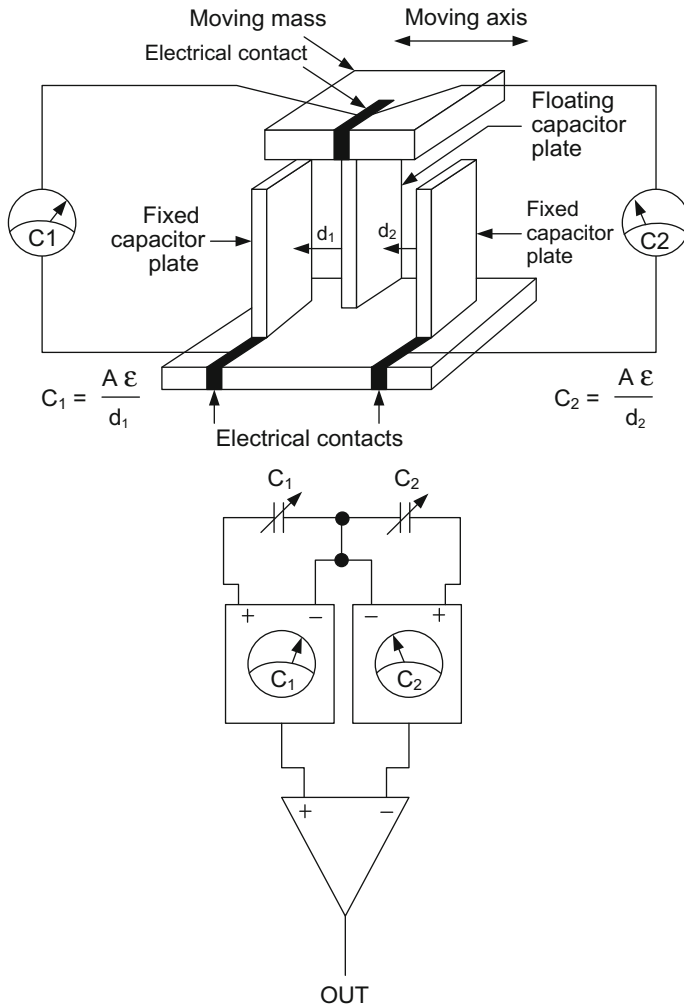 Moving mass
Moving axis
Electrical contact
Floating
capacitor
plate
Fixed
capacitor
plate
d1
d2
Fixed
capacitor
plate
C1
C2
C1 = A ε
d1
C2 = A ε
d2
Electrical contacts
C1
C2
+ − − +
C1
C2
+ −
OUT